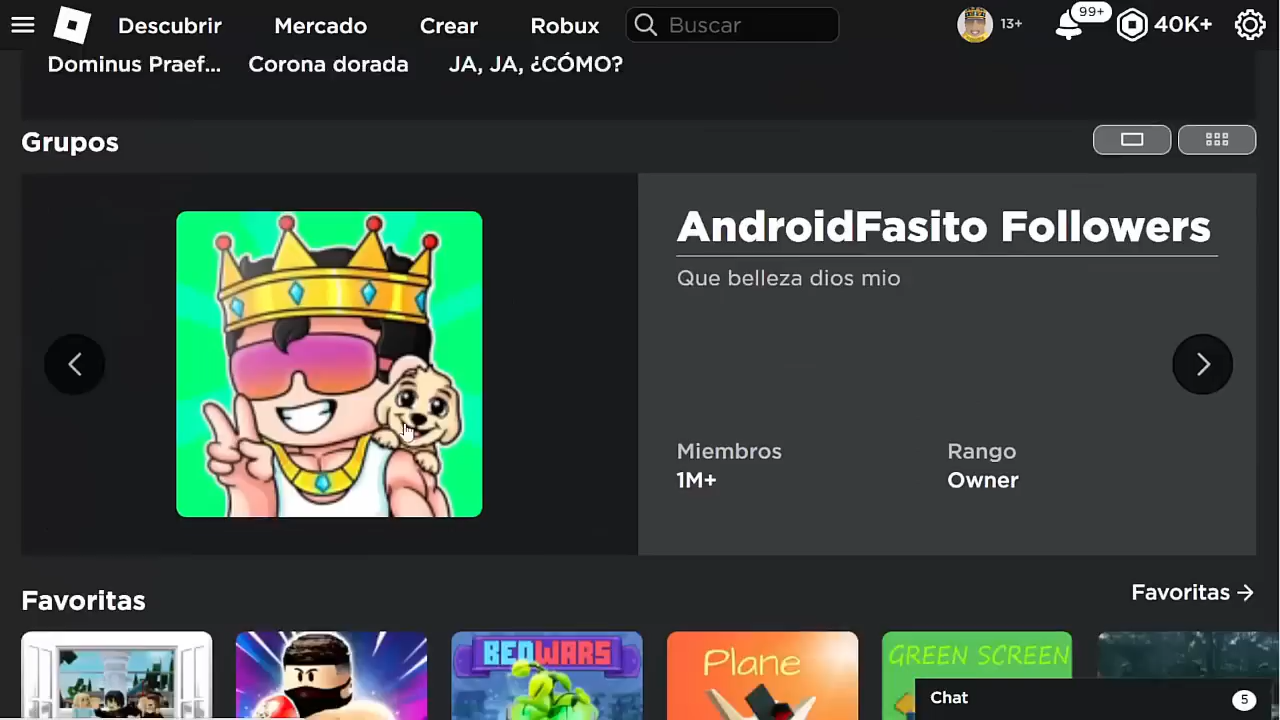 Descubrir Mercado Crear Robux Buscar 13+ 99+ 40K+
Dominus Praef... Corona dorada JA, JA, ¿CÓMO?
Grupos
AndroidFasito Followers
Que belleza dios mio
Miembros Rango
1M+ Owner
Favoritas Favoritas →
BEDWARS Plane GREEN SCREEN
Chat 5